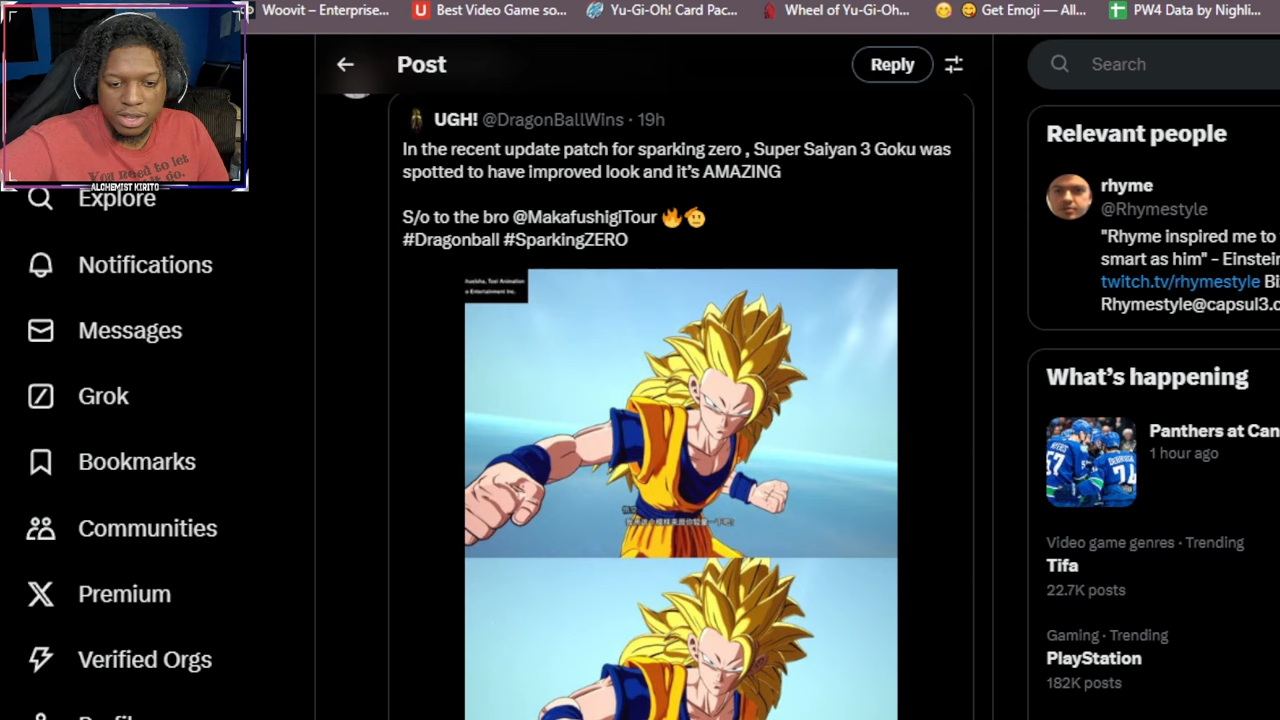 Woovit – Enterprise...
Best Video Game so...
Yu-Gi-Oh! Card Pac...
Wheel of Yu-Gi-Oh...
Get Emoji — All...
PW4 Data by Nighli...
ALCHEMIST KIRITO
Explore
Notifications
Messages
Grok
Bookmarks
Communities
Premium
Verified Orgs
Post
Reply
UGH! @DragonBallWins · 19h
In the recent update patch for sparking zero , Super Saiyan 3 Goku was
spotted to have improved look and it's AMAZING
S/o to the bro @MakafushigiTour 🔥🫡
#Dragonball #SparkingZERO
Search
Relevant people
rhyme
@Rhymestyle
"Rhyme inspired me to
smart as him" - Einstein
twitch.tv/rhymestyle
Rhymestyle@capsul3.c
What's happening
Panthers at Can
1 hour ago
Video game genres · Trending
Tifa
22.7K posts
Gaming · Trending
PlayStation
182K posts